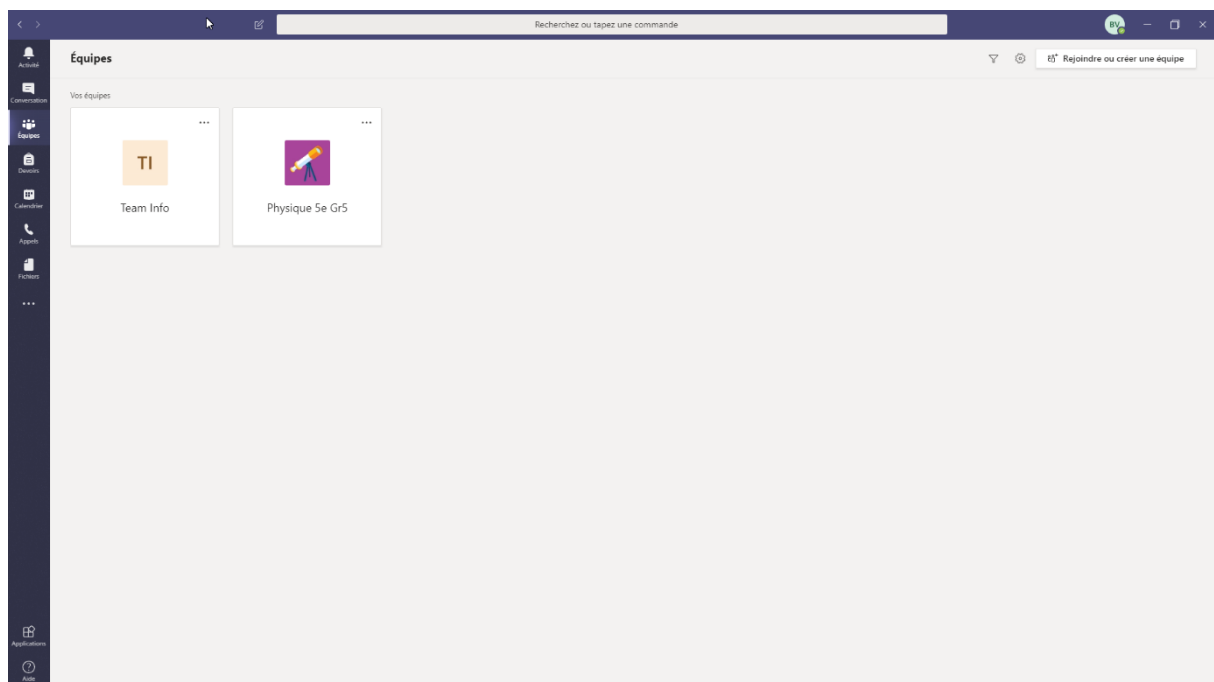 Recherchez ou tapez une commande
BV
Activité
Conversation
Équipes
Devoirs
Calendrier
Appels
Fichiers
Applications
Aide
Équipes
Rejoindre ou créer une équipe
Vos équipes
TI
Team Info
Physique 5e Gr5